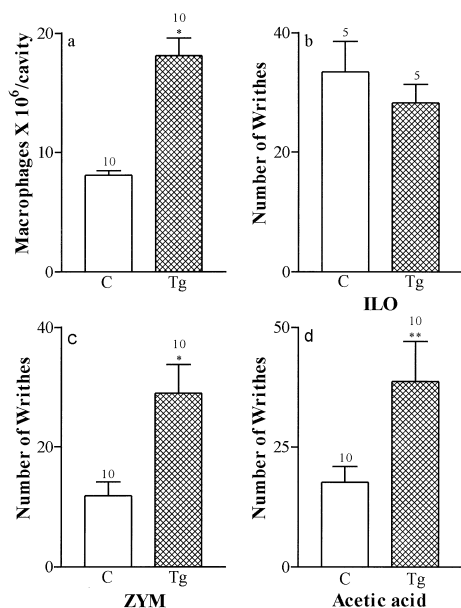 a
Macrophages X 10⁶/cavity
20
10
0
10
10
*
C
Tg
b
Number of Writhes
40
20
0
5
5
C
Tg
ILO
c
Number of Writhes
40
20
0
10
10
*
C
Tg
ZYM
d
Number of Writhes
50
25
0
10
10
**
C
Tg
Acetic acid